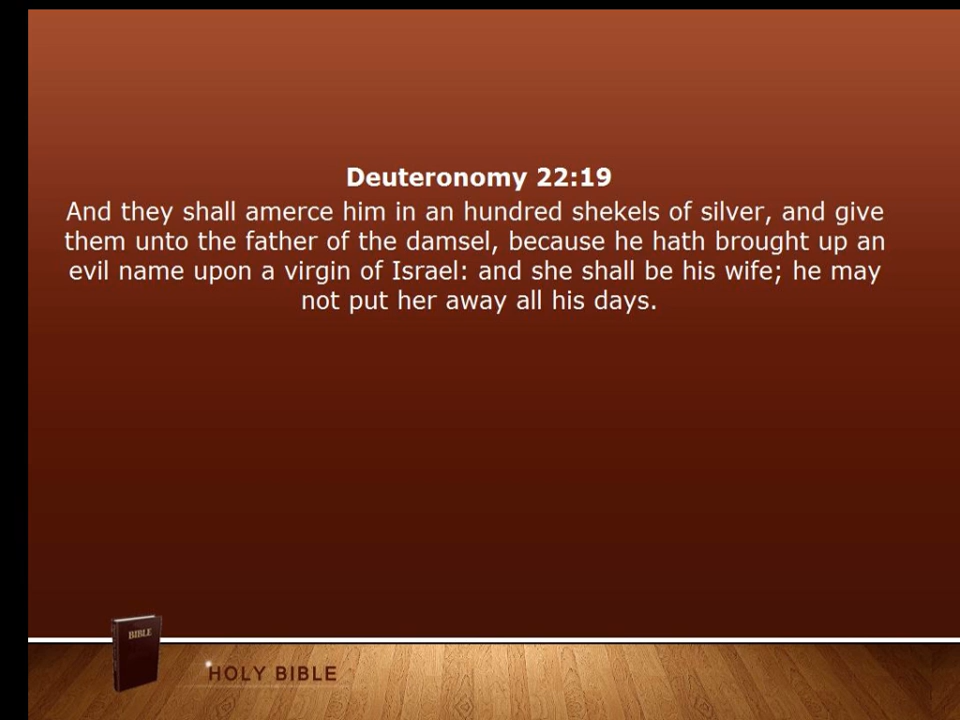 Deuteronomy 22:19
And they shall amerce him in an hundred shekels of silver, and give
them unto the father of the damsel, because he hath brought up an
evil name upon a virgin of Israel: and she shall be his wife; he may
not put her away all his days.
BIBLE
HOLY BIBLE